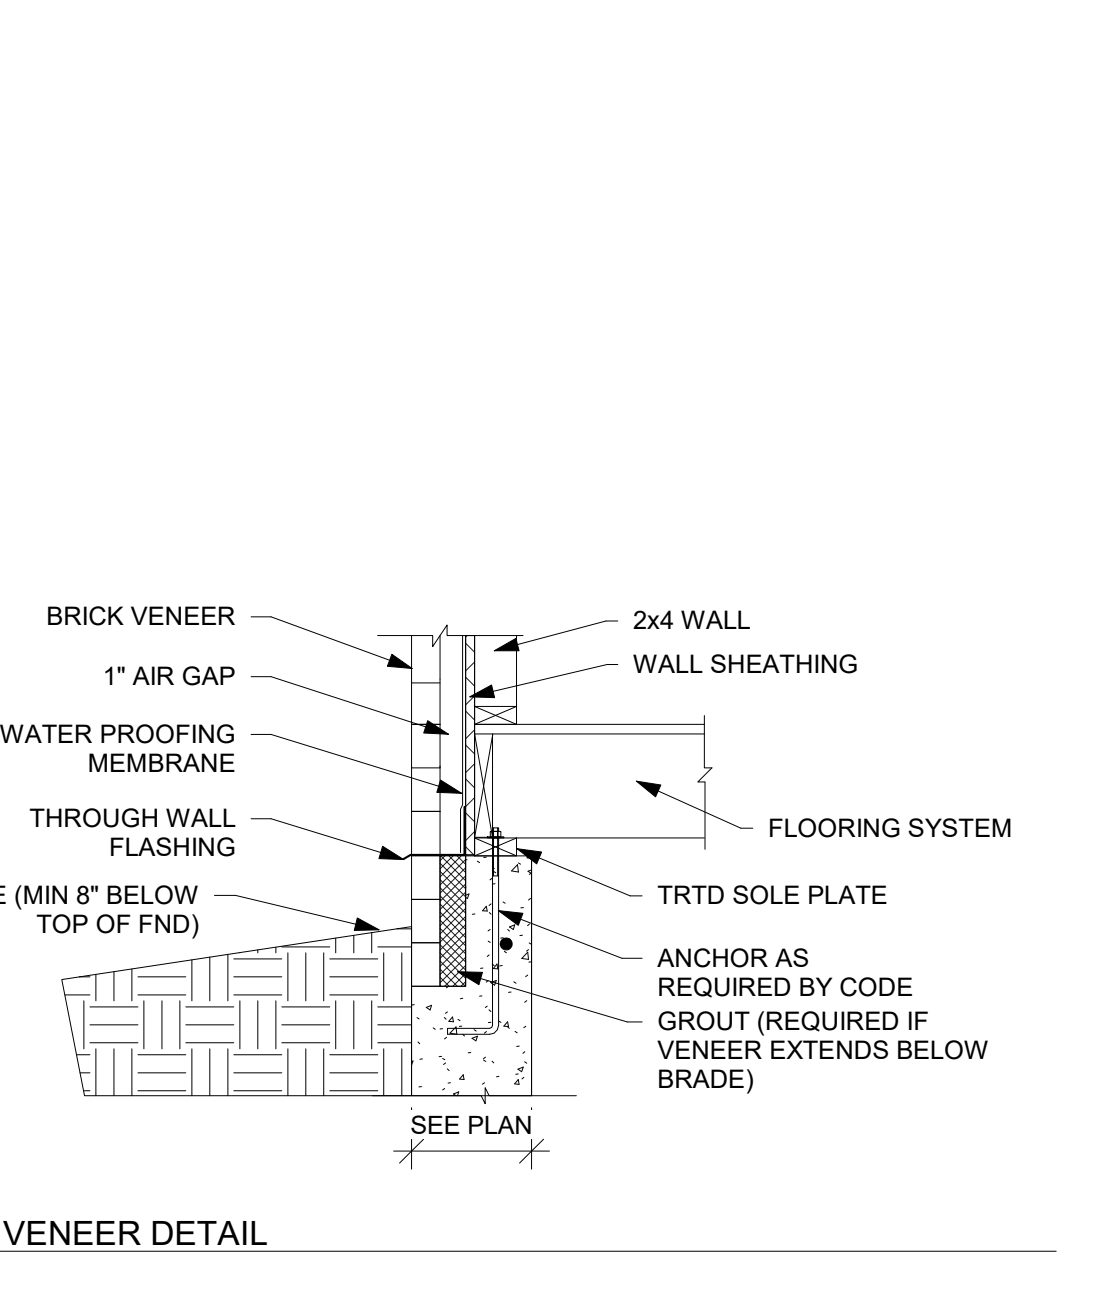 BRICK VENEER
1" AIR GAP
WATER PROOFING
MEMBRANE
THROUGH WALL
FLASHING
E (MIN 8" BELOW
TOP OF FND)
2x4 WALL
WALL SHEATHING
FLOORING SYSTEM
TRTD SOLE PLATE
ANCHOR AS
REQUIRED BY CODE
GROUT (REQUIRED IF
VENEER EXTENDS BELOW
BRADE)
SEE PLAN
VENEER DETAIL